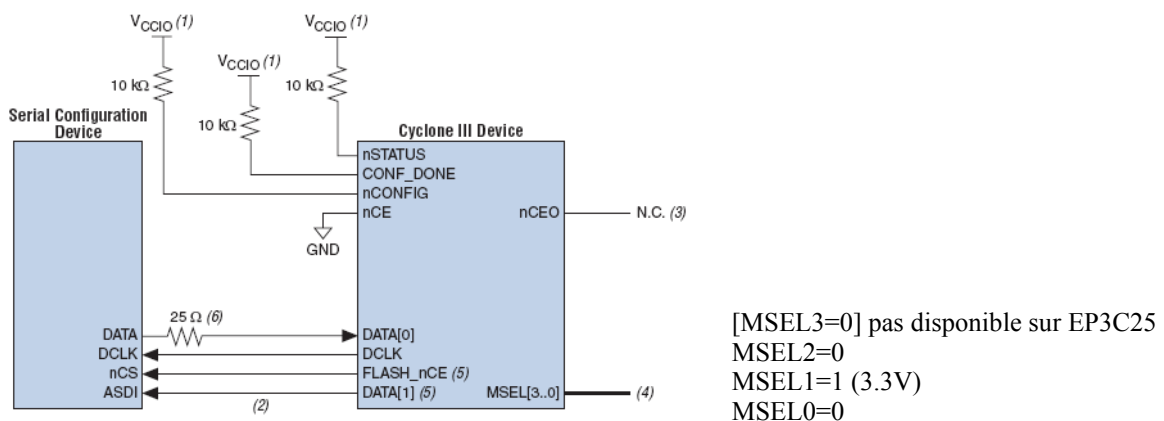 VCCIO (1)
VCCIO (1)
VCCIO (1)
10 kΩ
10 kΩ
10 kΩ
Serial Configuration
Device
Cyclone III Device
nSTATUS
CONF_DONE
nCONFIG
nCE
nCEO
N.C. (3)
GND
25 Ω (6)
DATA
DCLK
nCS
ASDI
(2)
DATA[0]
DCLK
FLASH_nCE (5)
DATA[1] (5)
MSEL[3..0]
(4)
[MSEL3=0] pas disponible sur EP3C25
MSEL2=0
MSEL1=1 (3.3V)
MSEL0=0